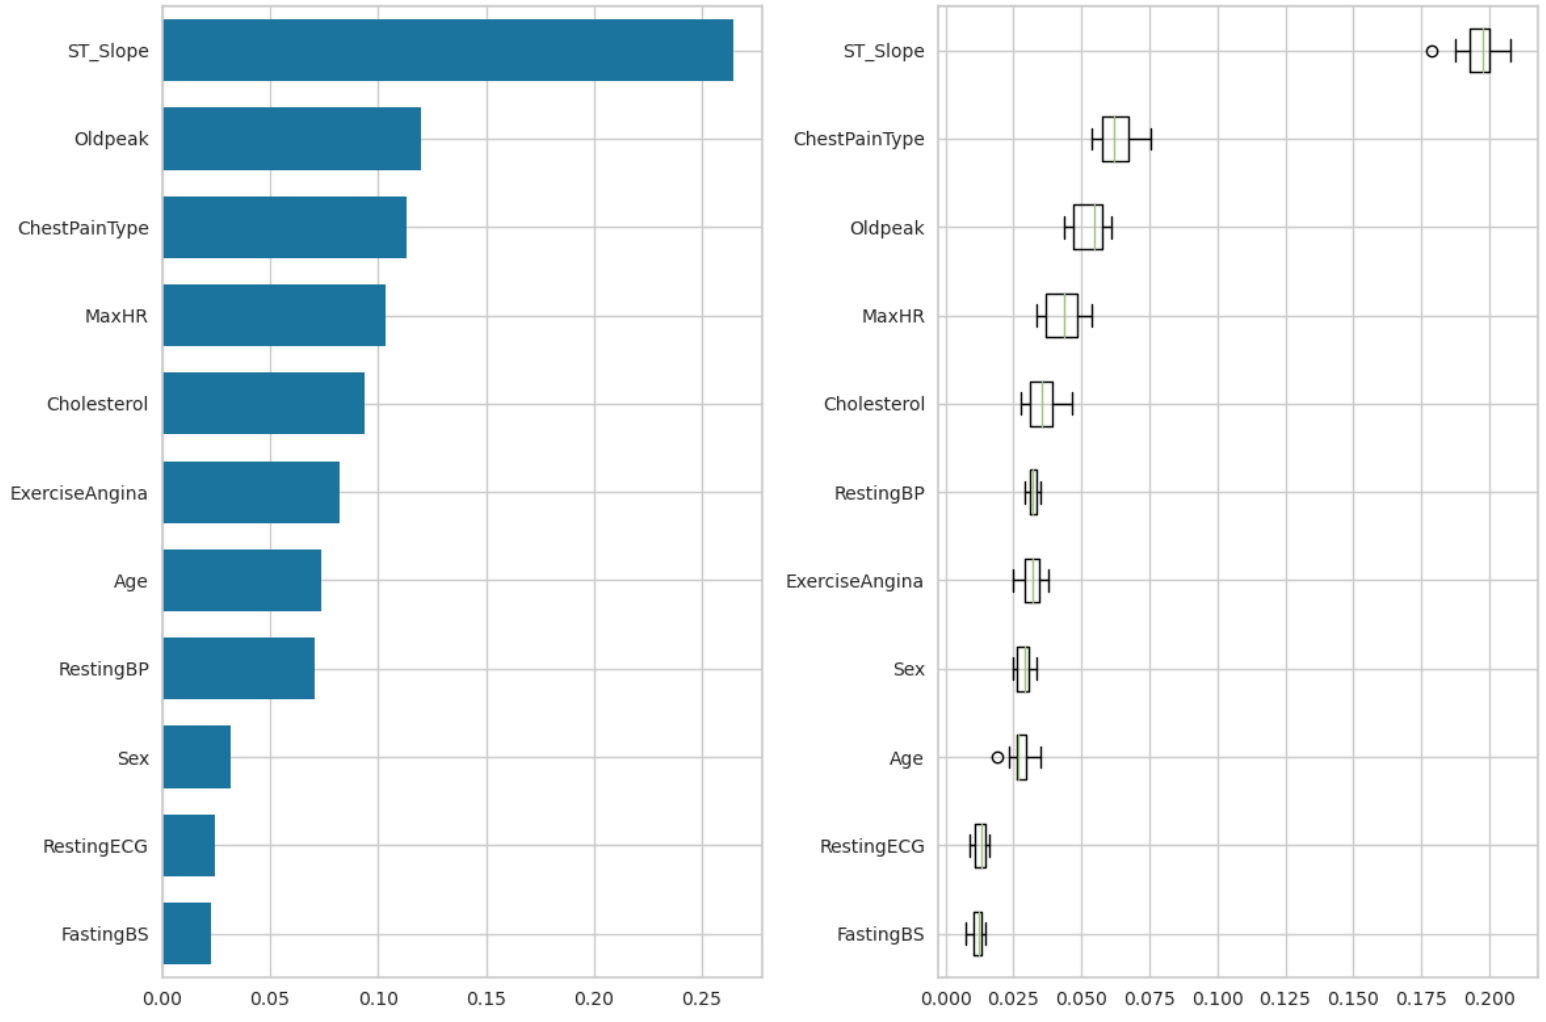 ST_Slope
Oldpeak
ChestPainType
MaxHR
Cholesterol
ExerciseAngina
Age
RestingBP
Sex
RestingECG
FastingBS
0.00 0.05 0.10 0.15 0.20 0.25
ST_Slope
ChestPainType
Oldpeak
MaxHR
Cholesterol
RestingBP
ExerciseAngina
Sex
Age
RestingECG
FastingBS
0.000 0.025 0.050 0.075 0.100 0.125 0.150 0.175 0.200